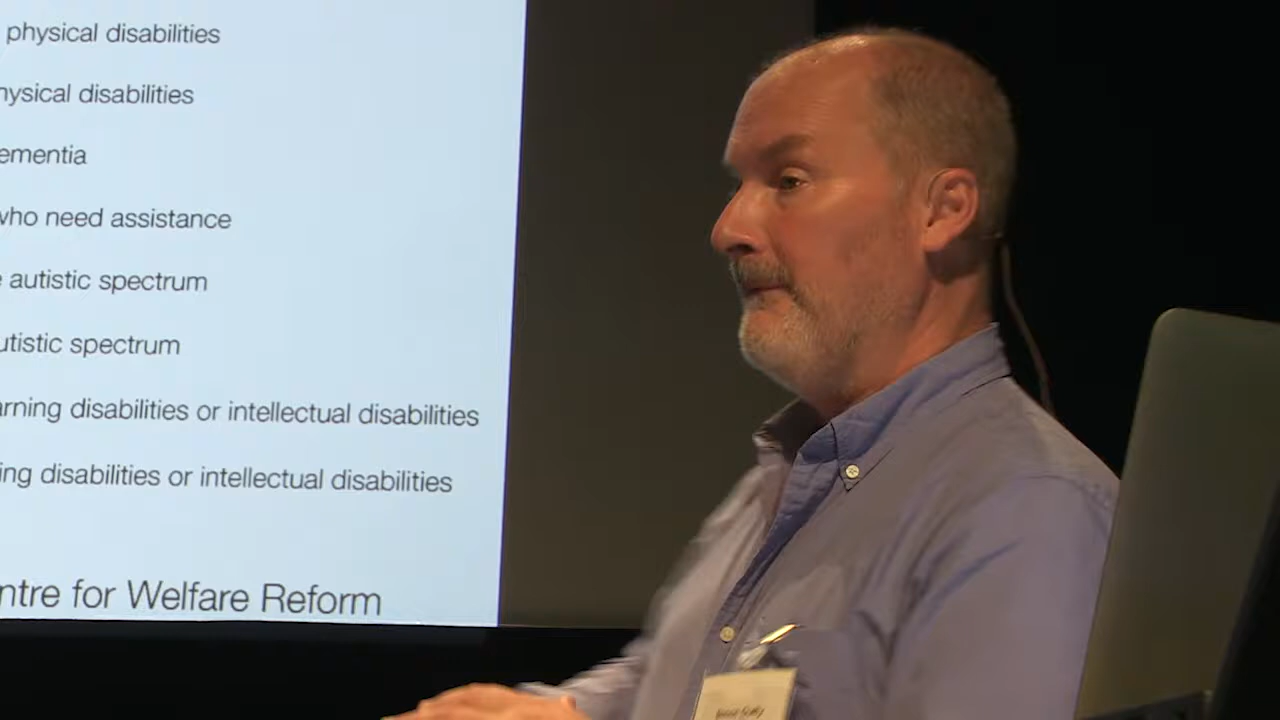 physical disabilities
hysical disabilities
ementia
who need assistance
e autistic spectrum
utistic spectrum
arning disabilities or intellectual disabilities
ing disabilities or intellectual disabilities
ntre for Welfare Reform